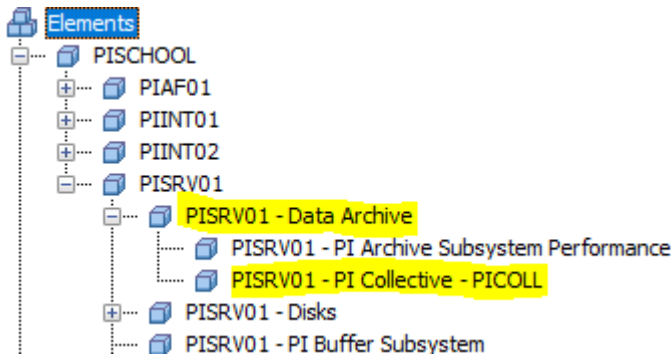 Elements
PISCHOOL
PIAF01
PIINT01
PIINT02
PISRV01
PISRV01 - Data Archive
PISRV01 - PI Archive Subsystem Performance
PISRV01 - PI Collective - PICOLL
PISRV01 - Disks
PISRV01 - PI Buffer Subsystem